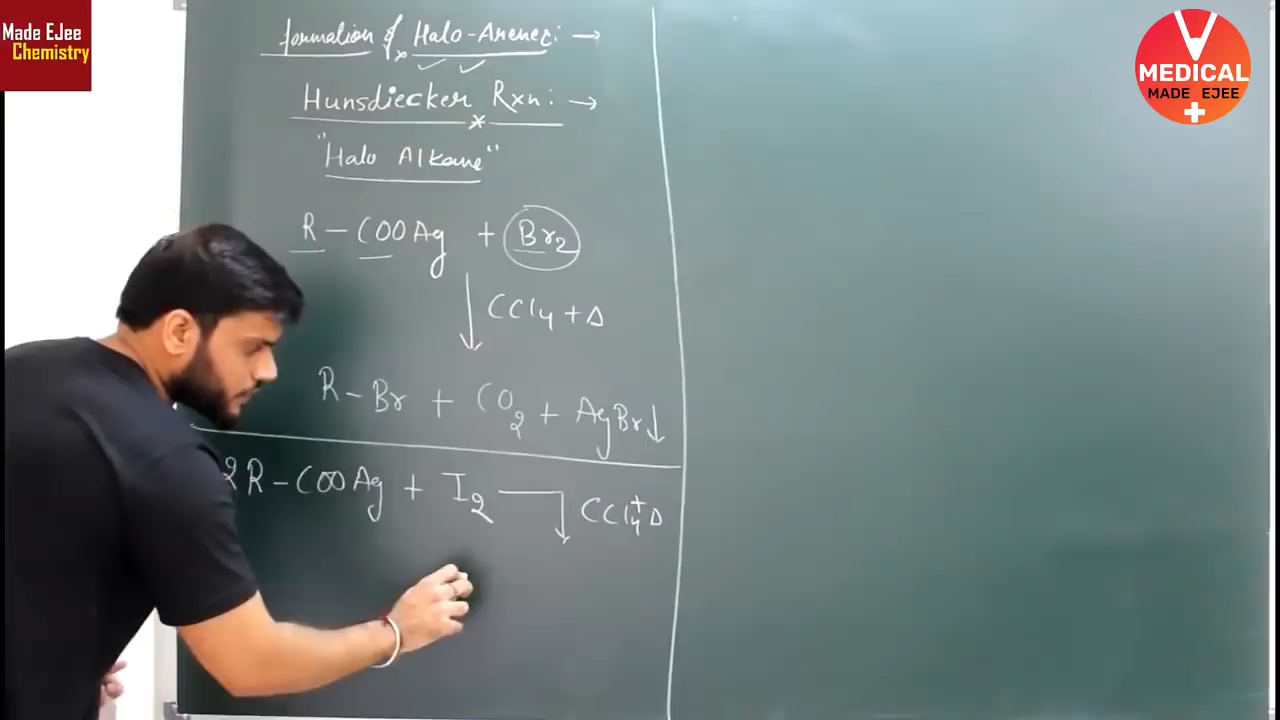 Made EJee
Chemistry
MEDICAL
MADE EJEE
formation of Halo-Arenes: →
Hunsdiecker Rxn: →
"Halo Alkane"
R - COOAg + Br2
CCl4 + Δ
R - Br + CO2 + AgBr↓
2R - COOAg + I2
CCl4 + Δ